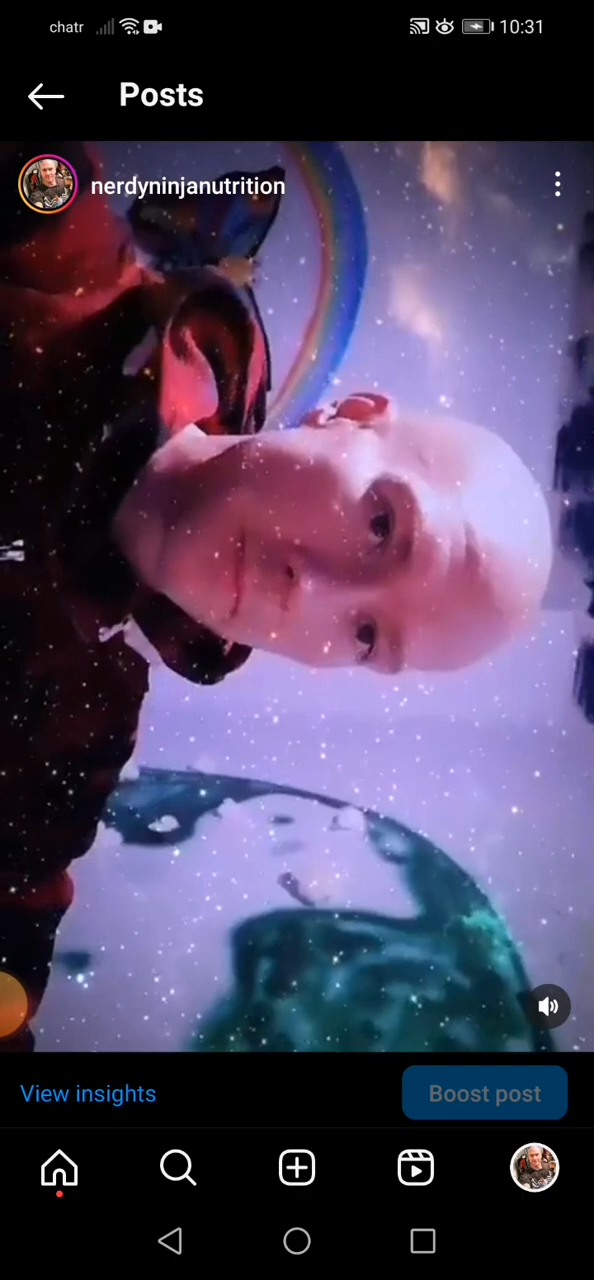 chatr 10:31
Posts
nerdyninjanutrition
View insights
Boost post